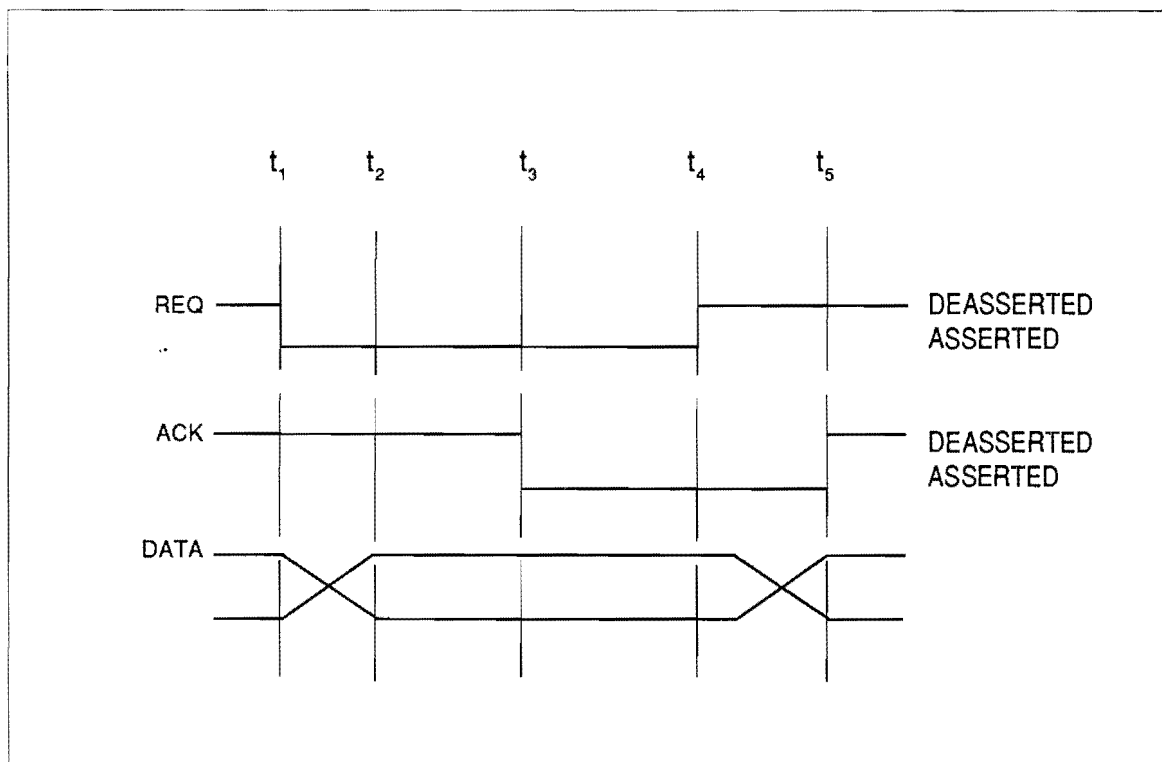 t₁ t₂ t₃ t₄ t₅
REQ DEASSERTED
ASSERTED
ACK DEASSERTED
ASSERTED
DATA